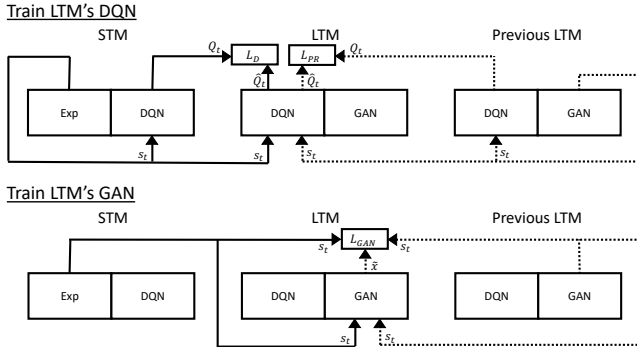 Train LTM's DQN
STM LTM Previous LTM
Q_t L_D L_PR Q_t
Q̂_t Q̂_t
Exp DQN DQN GAN DQN GAN
s_t s_t s_t s_t
Train LTM's GAN
STM LTM Previous LTM
s_t L_GAN s_t
x̃
Exp DQN DQN GAN DQN GAN
s_t s_t